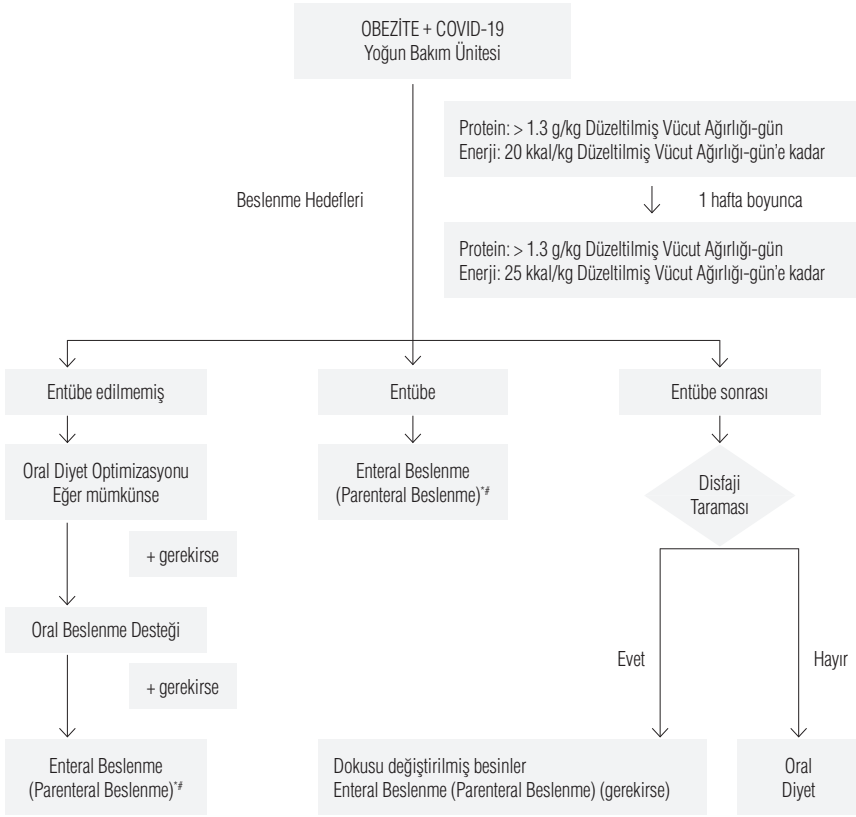 OBEZİTE + COVID-19
Yoğun Bakım Ünitesi
Protein: > 1.3 g/kg Düzeltilmiş Vücut Ağırlığı-gün
Enerji: 20 kkal/kg Düzeltilmiş Vücut Ağırlığı-gün'e kadar
Beslenme Hedefleri
1 hafta boyunca
Protein: > 1.3 g/kg Düzeltilmiş Vücut Ağırlığı-gün
Enerji: 25 kkal/kg Düzeltilmiş Vücut Ağırlığı-gün'e kadar
Entübe edilmemiş
Entübe
Entübe sonrası
Oral Diyet Optimizasyonu
Eğer mümkünse
Enteral Beslenme
(Parenteral Beslenme)*#
Disfaji
Taraması
+ gerekirse
Oral Beslenme Desteği
+ gerekirse
Evet
Hayır
Enteral Beslenme
(Parenteral Beslenme)*#
Dokusu değiştirilmiş besinler
Enteral Beslenme (Parenteral Beslenme) (gerekirse)
Oral
Diyet